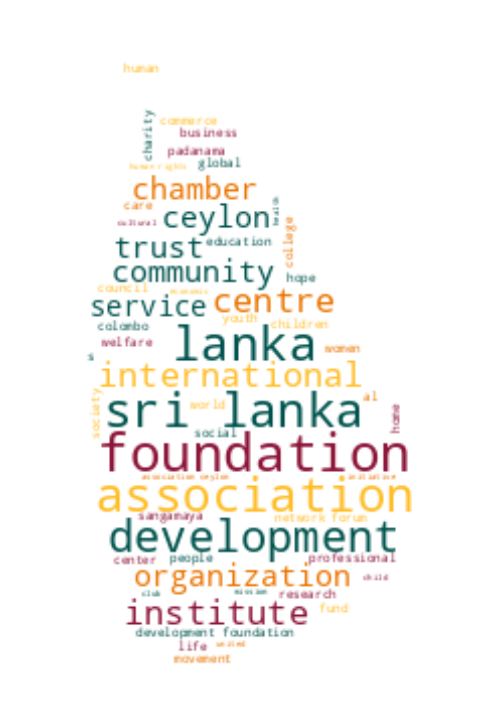 human
charity
commerce
business
padanama
global
human rights
chamber
care
cultural
ceylon
health
college
trust
education
community
hope
council
economic
service
centre
youth
children
colombo
lanka
welfare
women
s
international
al
society
world
sri lanka
home
social
foundation
association ceylon
initiative
association
sangamaya
network forum
development
center
people
professional
organization
child
club
mission
research
institute
fund
development foundation
life
united
movement